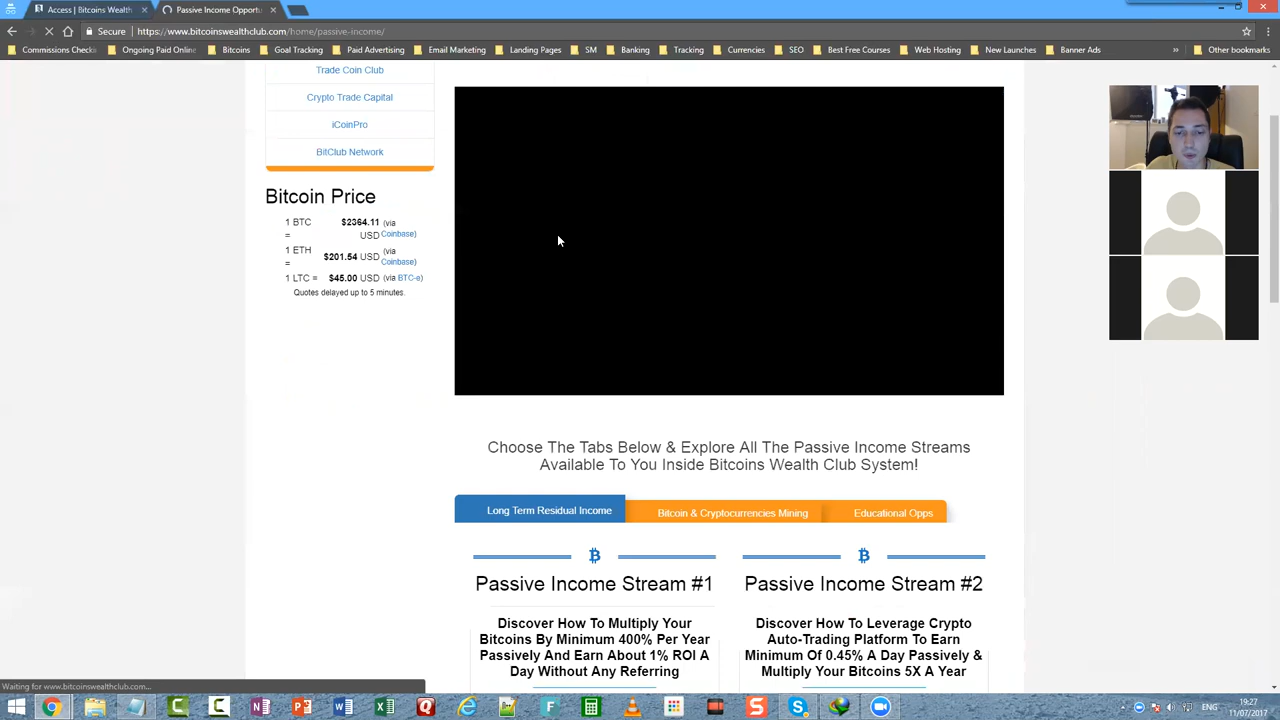 Access | Bitcoins Wealth
Passive Income Opportu
Secure
https://www.bitcoinswealthclub.com/home/passive-income/
Commissions Check
Ongoing Paid Online
Bitcoins
Goal Tracking
Paid Advertising
Email Marketing
Landing Pages
SM
Banking
Tracking
Currencies
SEO
Best Free Courses
Web Hosting
New Launches
Banner Ads
»
Other bookmarks
Trade Coin Club
Crypto Trade Capital
iCoinPro
BitClub Network
Bitcoin Price
1 BTC = $2364.11 USD (via Coinbase)
1 ETH = $201.54 USD (via Coinbase)
1 LTC = $45.00 USD (via BTC-e)
Quotes delayed up to 5 minutes.
Choose The Tabs Below & Explore All The Passive Income Streams
Available To You Inside Bitcoins Wealth Club System!
Long Term Residual Income
Bitcoin & Cryptocurrencies Mining
Educational Opps
Passive Income Stream #1
Discover How To Multiply Your
Bitcoins By Minimum 400% Per Year
Passively And Earn About 1% ROI A
Day Without Any Referring
Passive Income Stream #2
Discover How To Leverage Crypto
Auto-Trading Platform To Earn
Minimum Of 0.45% A Day Passively &
Multiply Your Bitcoins 5X A Year
Waiting for www.bitcoinswealthclub.com...
ENG
19:27
11/07/2017